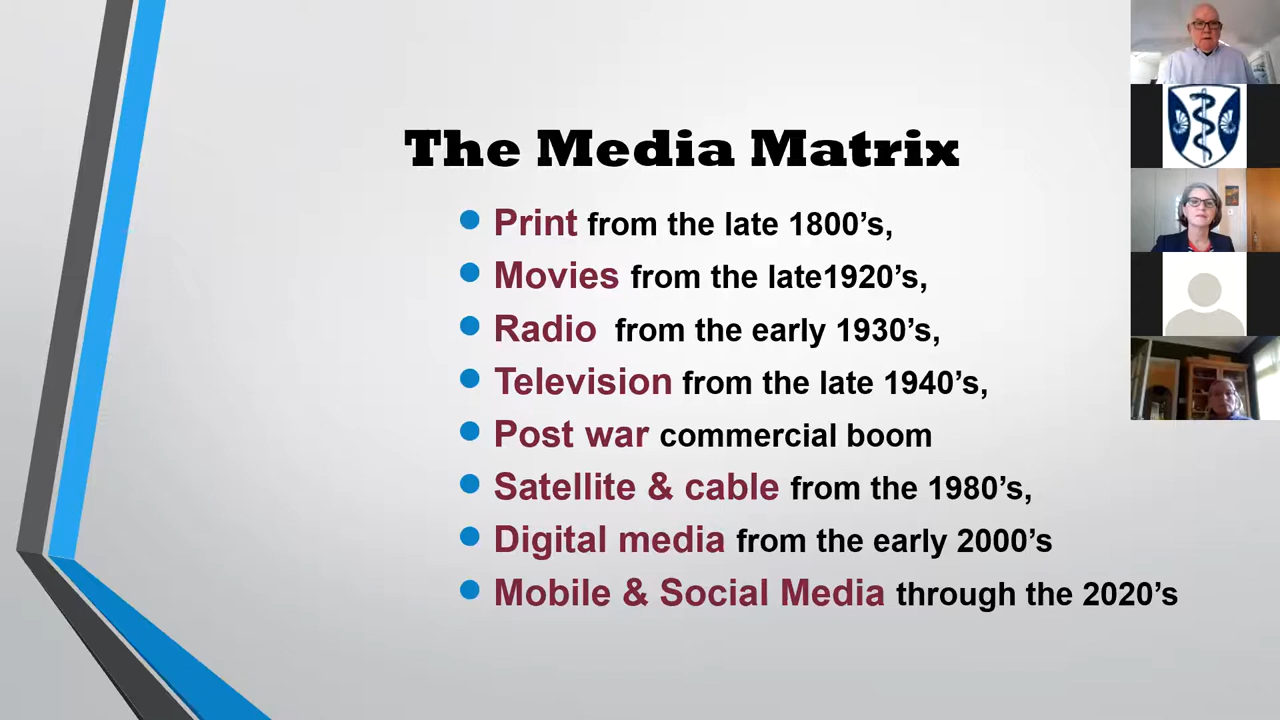 The Media Matrix
Print from the late 1800’s,
Movies from the late1920’s,
Radio from the early 1930’s,
Television from the late 1940’s,
Post war commercial boom
Satellite & cable from the 1980’s,
Digital media from the early 2000’s
Mobile & Social Media through the 2020’s